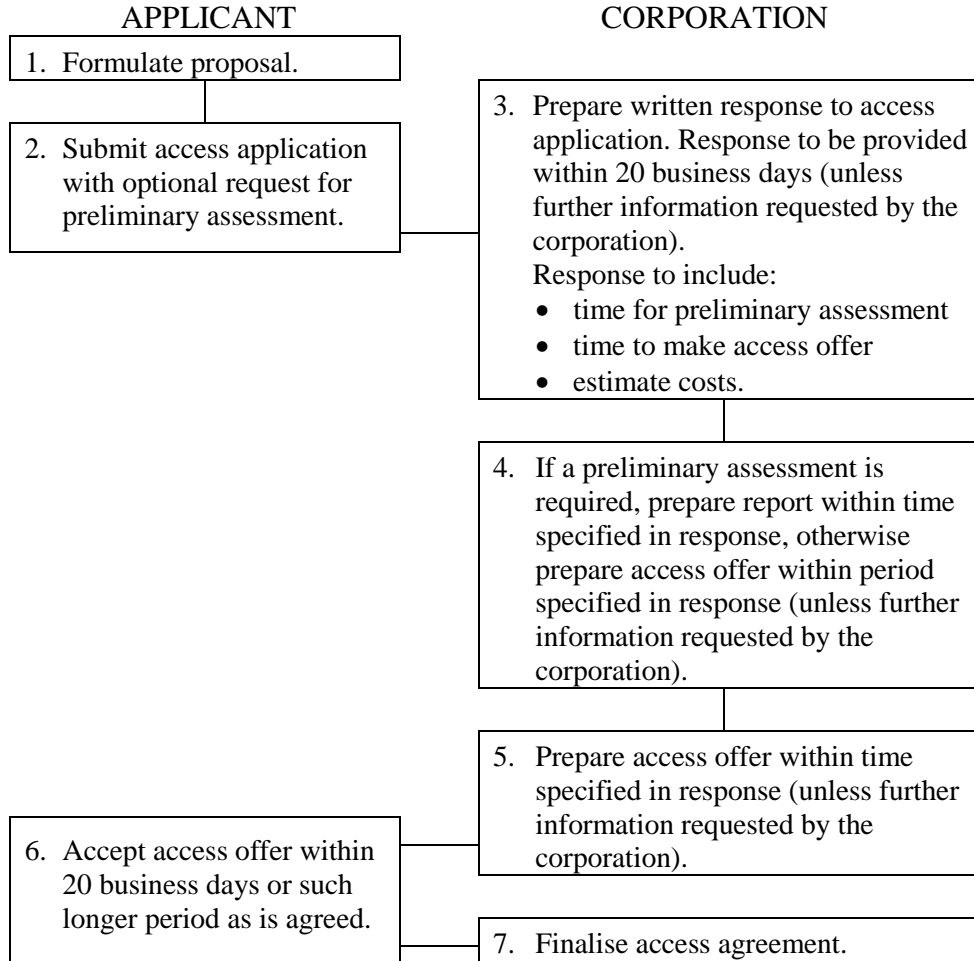 APPLICANT
CORPORATION
1. Formulate proposal.
2. Submit access application
with optional request for
preliminary assessment.
3. Prepare written response to access
application. Response to be provided
within 20 business days (unless
further information requested by the
corporation).
Response to include:
• time for preliminary assessment
• time to make access offer
• estimate costs.
4. If a preliminary assessment is
required, prepare report within time
specified in response, otherwise
prepare access offer within period
specified in response (unless further
information requested by the
corporation).
5. Prepare access offer within time
specified in response (unless further
information requested by the
corporation).
6. Accept access offer within
20 business days or such
longer period as is agreed.
7. Finalise access agreement.